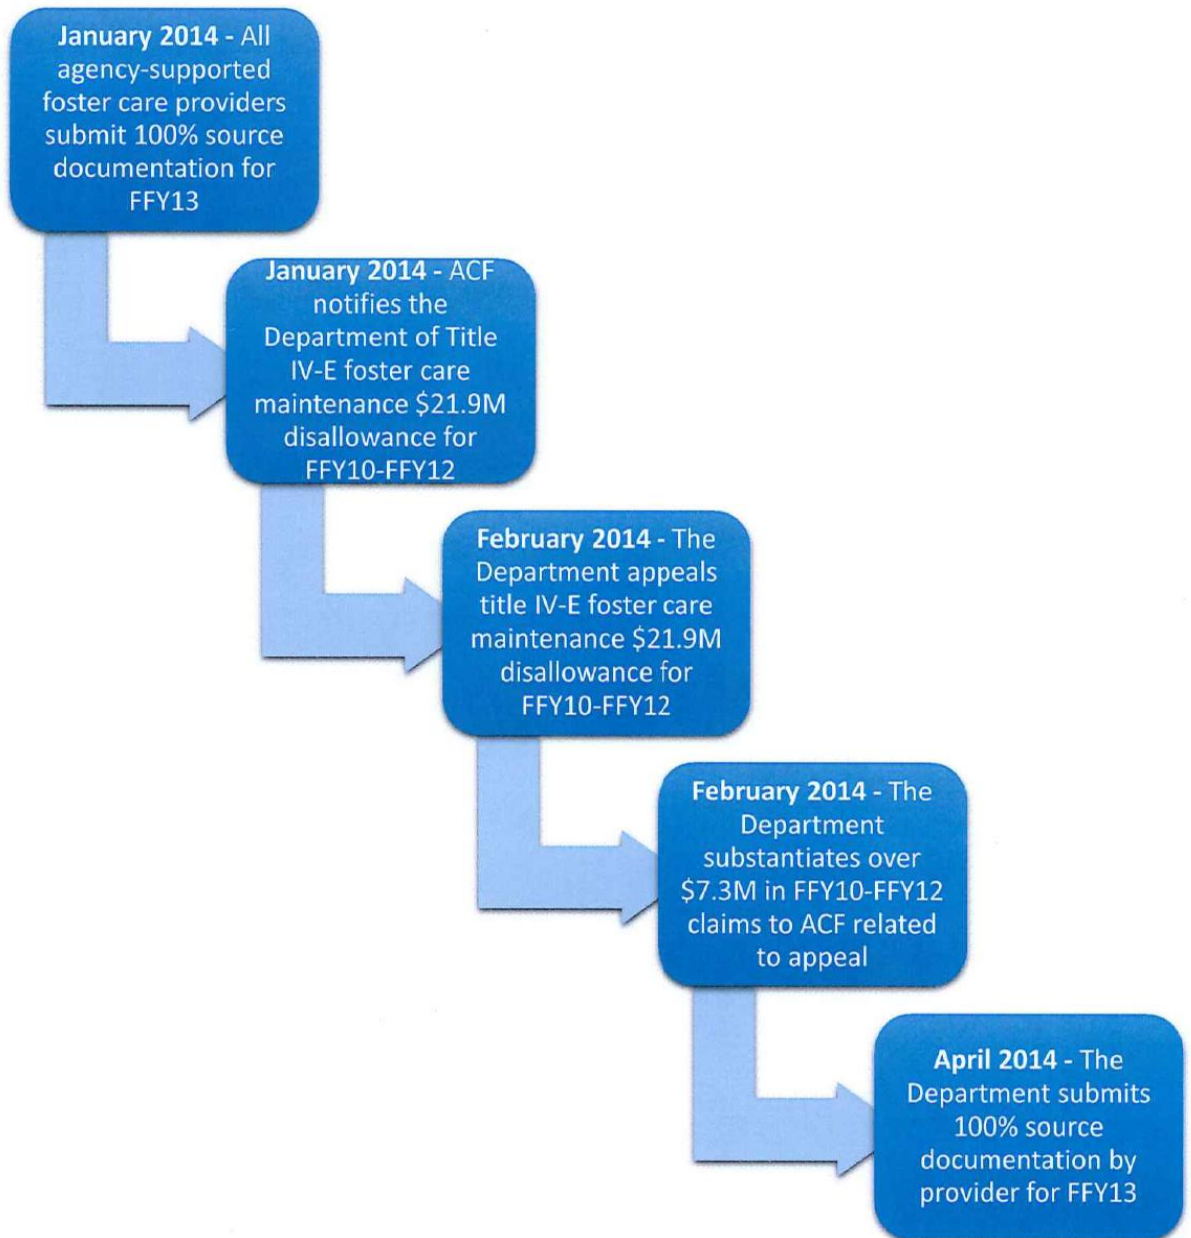 January 2014 - All
agency-supported
foster care providers
submit 100% source
documentation for
FFY13
January 2014 - ACF
notifies the
Department of Title
IV-E foster care
maintenance $21.9M
disallowance for
FFY10-FFY12
February 2014 - The
Department appeals
title IV-E foster care
maintenance $21.9M
disallowance for
FFY10-FFY12
February 2014 - The
Department
substantiates over
$7.3M in FFY10-FFY12
claims to ACF related
to appeal
April 2014 - The
Department submits
100% source
documentation by
provider for FFY13